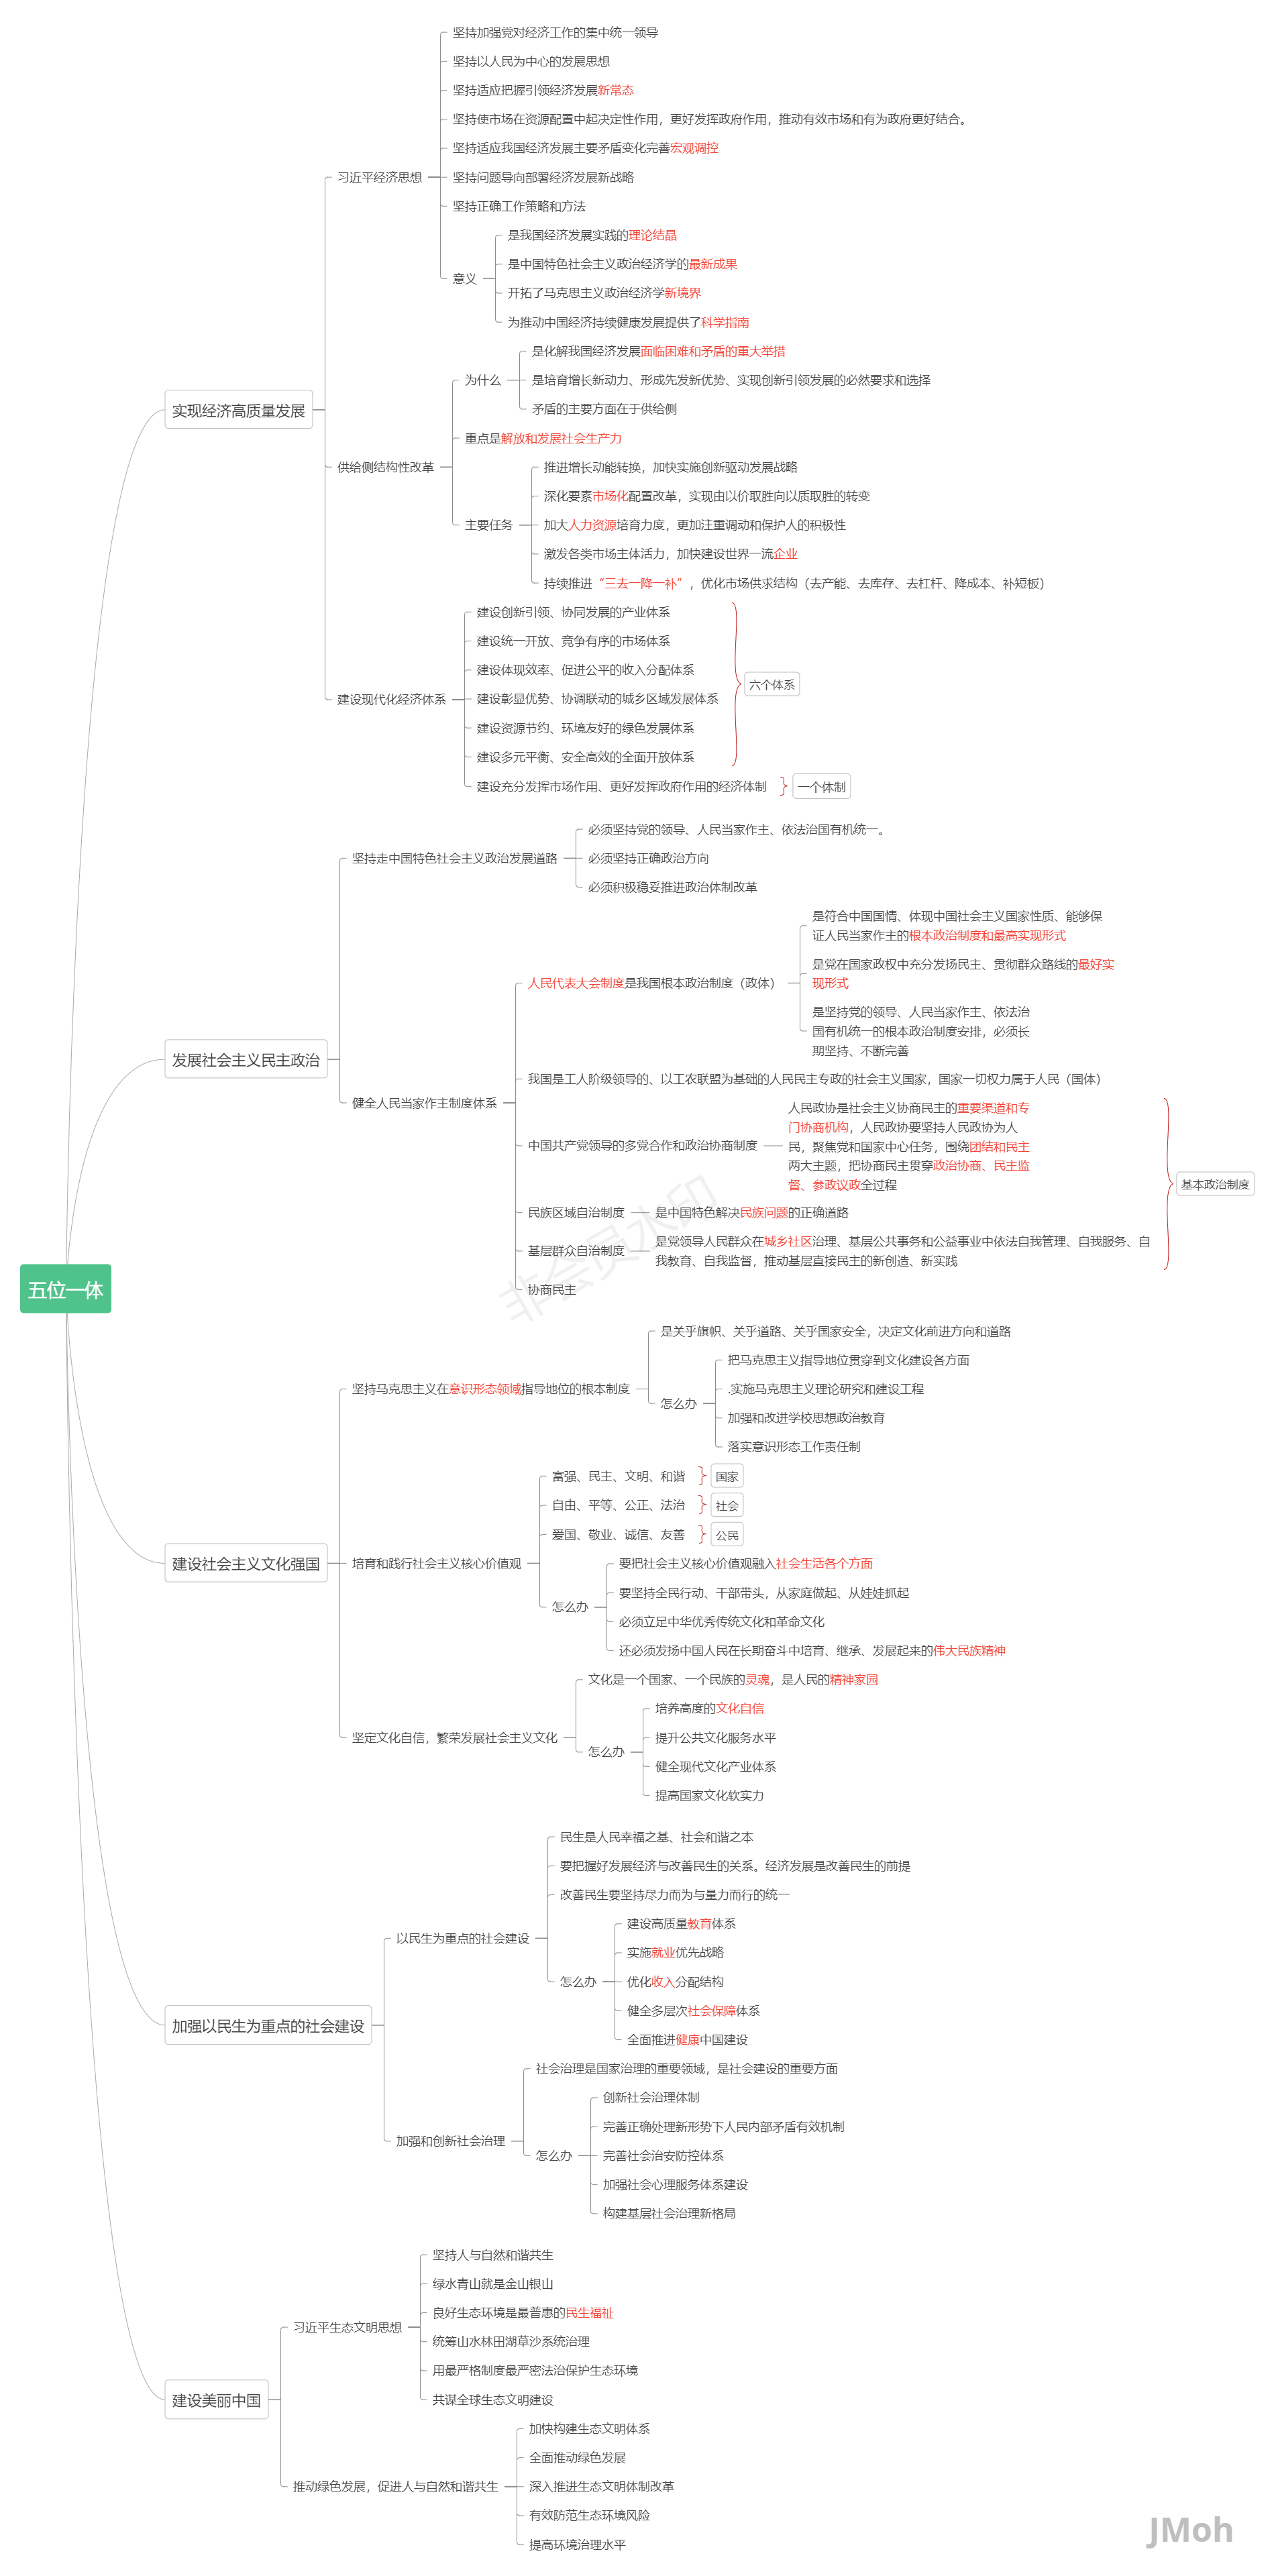 五位一体
实现经济高质量发展
习近平经济思想
坚持加强党对经济工作的集中统一领导
坚持以人民为中心的发展思想
坚持适应把握引领经济发展新常态
坚持使市场在资源配置中起决定性作用，更好发挥政府作用，推动有效市场和有为政府更好结合。
坚持适应我国经济发展主要矛盾变化完善宏观调控
坚持问题导向部署经济发展新战略
坚持正确工作策略和方法
意义
是我国经济发展实践的理论结晶
是中国特色社会主义政治经济学的最新成果
开拓了马克思主义政治经济学新境界
为推动中国经济持续健康发展提供了科学指南
供给侧结构性改革
为什么
是化解我国经济发展面临困难和矛盾的重大举措
是培育增长新动力、形成先发新优势、实现创新引领发展的必然要求和选择
矛盾的主要方面在于供给侧
重点是解放和发展社会生产力
主要任务
推进增长动能转换，加快实施创新驱动发展战略
深化要素市场化配置改革，实现由以价取胜向以质取胜的转变
加大人力资源培育力度，更加注重调动和保护人的积极性
激发各类市场主体活力，加快建设世界一流企业
持续推进“三去一降一补”，优化市场供求结构（去产能、去库存、去杠杆、降成本、补短板）
建设现代化经济体系
建设创新引领、协同发展的产业体系
建设统一开放、竞争有序的市场体系
建设体现效率、促进公平的收入分配体系
建设彰显优势、协调联动的城乡区域发展体系
建设资源节约、环境友好的绿色发展体系
建设多元平衡、安全高效的全面开放体系
六个体系
建设充分发挥市场作用、更好发挥政府作用的经济体制
一个体制
发展社会主义民主政治
坚持走中国特色社会主义政治发展道路
必须坚持党的领导、人民当家作主、依法治国有机统一。
必须坚持正确政治方向
必须积极稳妥推进政治体制改革
健全人民当家作主制度体系
人民代表大会制度是我国根本政治制度（政体）
是符合中国国情、体现中国社会主义国家性质、能够保
证人民当家作主的根本政治制度和最高实现形式
是党在国家政权中充分发扬民主、贯彻群众路线的最好实
现形式
是坚持党的领导、人民当家作主、依法治
国有机统一的根本政治制度安排，必须长
期坚持、不断完善
我国是工人阶级领导的、以工农联盟为基础的人民民主专政的社会主义国家，国家一切权力属于人民（国体）
中国共产党领导的多党合作和政治协商制度
人民政协是社会主义协商民主的重要渠道和专
门协商机构，人民政协要坚持人民政协为人
民，聚焦党和国家中心任务，围绕团结和民主
两大主题，把协商民主贯穿政治协商、民主监
督、参政议政全过程
民族区域自治制度
是中国特色解决民族问题的正确道路
基层群众自治制度
是党领导人民群众在城乡社区治理、基层公共事务和公益事业中依法自我管理、自我服务、自
我教育、自我监督，推动基层直接民主的新创造、新实践
基本政治制度
协商民主
非会员水印
建设社会主义文化强国
坚持马克思主义在意识形态领域指导地位的根本制度
是关乎旗帜、关乎道路、关乎国家安全，决定文化前进方向和道路
怎么办
把马克思主义指导地位贯穿到文化建设各方面
.实施马克思主义理论研究和建设工程
加强和改进学校思想政治教育
落实意识形态工作责任制
培育和践行社会主义核心价值观
富强、民主、文明、和谐
国家
自由、平等、公正、法治
社会
爱国、敬业、诚信、友善
公民
怎么办
要把社会主义核心价值观融入社会生活各个方面
要坚持全民行动、干部带头，从家庭做起、从娃娃抓起
必须立足中华优秀传统文化和革命文化
还必须发扬中国人民在长期奋斗中培育、继承、发展起来的伟大民族精神
坚定文化自信，繁荣发展社会主义文化
文化是一个国家、一个民族的灵魂，是人民的精神家园
怎么办
培养高度的文化自信
提升公共文化服务水平
健全现代文化产业体系
提高国家文化软实力
加强以民生为重点的社会建设
以民生为重点的社会建设
民生是人民幸福之基、社会和谐之本
要把握好发展经济与改善民生的关系。经济发展是改善民生的前提
改善民生要坚持尽力而为与量力而行的统一
怎么办
建设高质量教育体系
实施就业优先战略
优化收入分配结构
健全多层次社会保障体系
全面推进健康中国建设
加强和创新社会治理
社会治理是国家治理的重要领域，是社会建设的重要方面
怎么办
创新社会治理体制
完善正确处理新形势下人民内部矛盾有效机制
完善社会治安防控体系
加强社会心理服务体系建设
构建基层社会治理新格局
建设美丽中国
习近平生态文明思想
坚持人与自然和谐共生
绿水青山就是金山银山
良好生态环境是最普惠的民生福祉
统筹山水林田湖草沙系统治理
用最严格制度最严密法治保护生态环境
共谋全球生态文明建设
推动绿色发展，促进人与自然和谐共生
加快构建生态文明体系
全面推动绿色发展
深入推进生态文明体制改革
有效防范生态环境风险
提高环境治理水平
JMoh